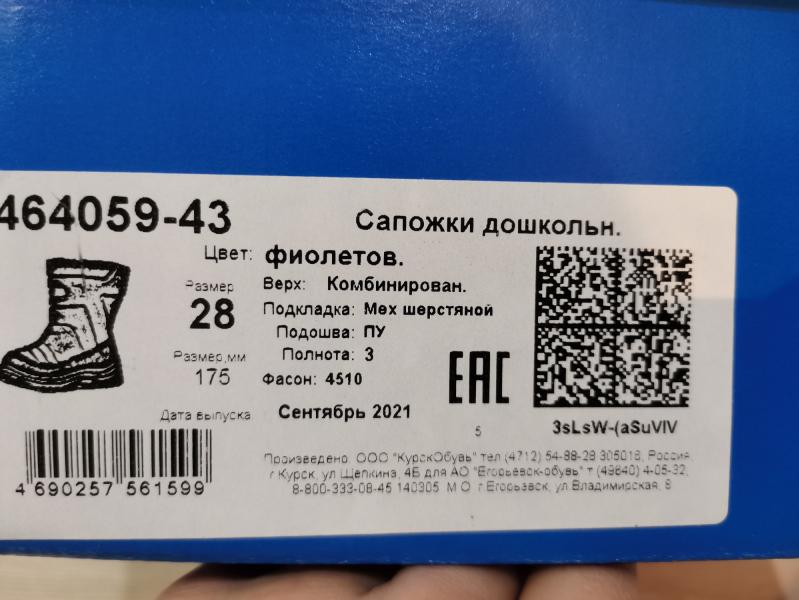 464059-43
Сапожки дошкольн.
Цвет: фиолетов.
Размер
28
Размер,мм
175
Верх: Комбинирован.
Подкладка: Мех шерстяной
Подошва: ПУ
Полнота: 3
Фасон: 4510
Дата выпуска Сентябрь 2021
EAC
5
3sLsW-(aSuVIV
4 690257 561599
Произведено ООО "КурскОбувь" тел (4712) 54-88-28 305018, Россия,
г Курск, ул Щепкина, 4Б для АО "Егорьевск-обувь" т (49640) 4-05-32,
8-800-333-08-45 140305 М О г Егорьевск, ул Владимирская, 8